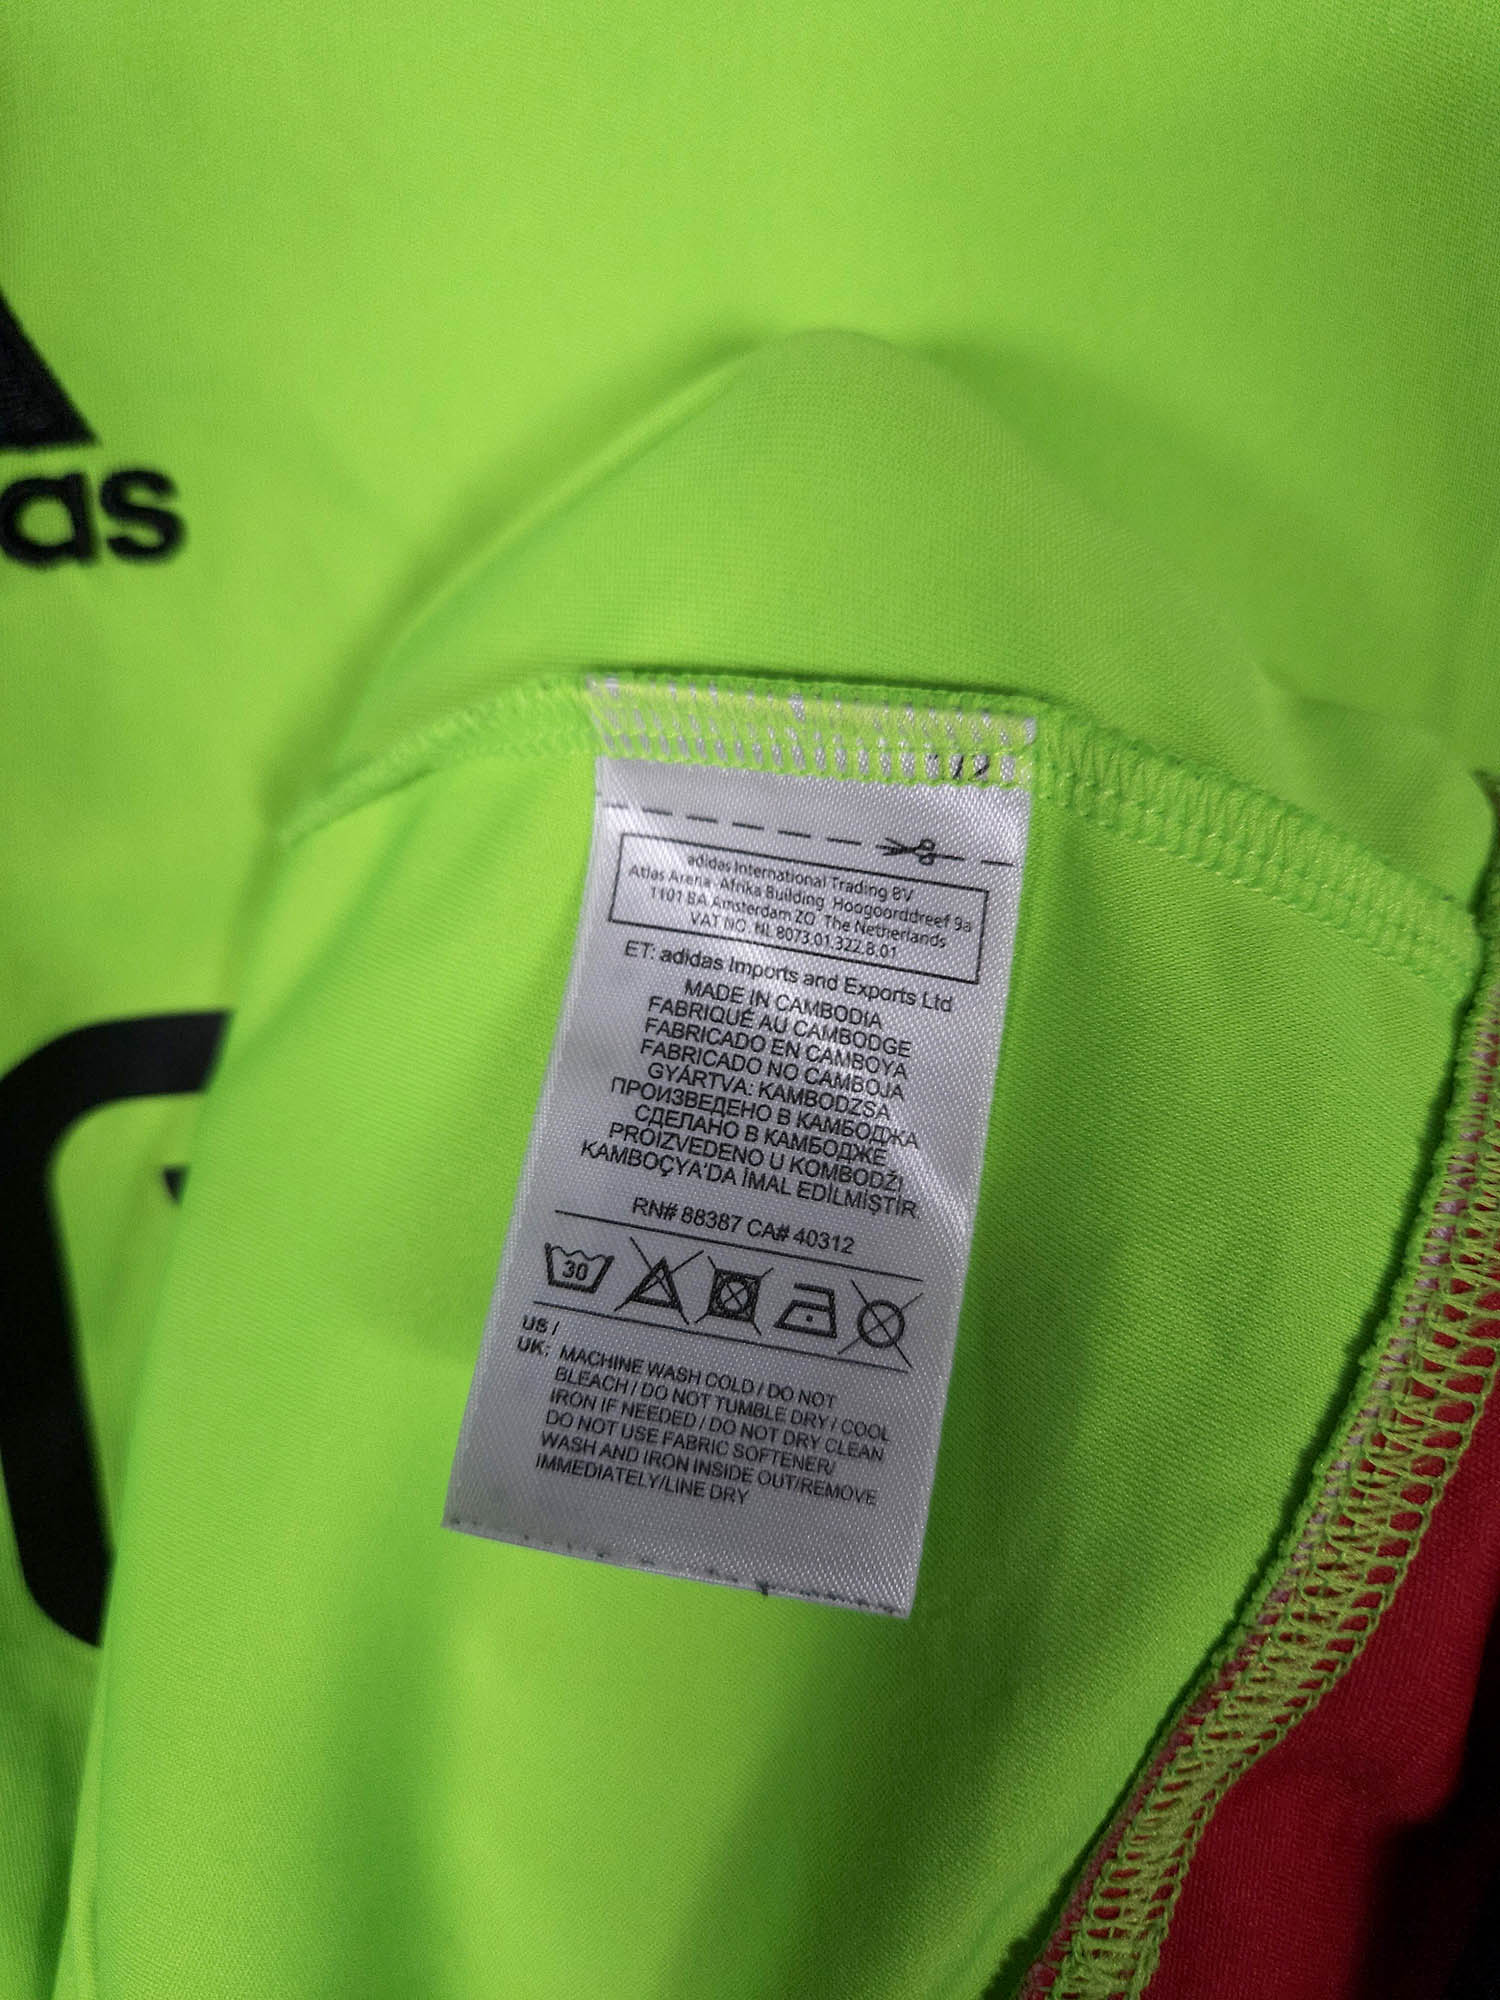 as
adidas International Trading BV
Atlas Arena, Afrika Building, Hoogoorddreef 9a
1101 BA Amsterdam ZO The Netherlands
VAT NO. NL 8073.01.322.B.01
ET: adidas Imports and Exports Ltd
MADE IN CAMBODIA
FABRIQUÉ AU CAMBODGE
FABRICADO EN CAMBOYA
FABRICADO NO CAMBOJA
GYÁRTVA: KAMBODZSA
ПРОИЗВЕДЕНО В КАМБОДЖА
СДЕЛАНО В КАМБОДЖЕ
PROIZVEDENO U KOMBODŽI
KAMBOÇYA'DA İMAL EDİLMİŞTİR.
RN# 88387 CA# 40312
30
US /
UK: MACHINE WASH COLD / DO NOT
BLEACH / DO NOT TUMBLE DRY / COOL
IRON IF NEEDED / DO NOT DRY CLEAN
DO NOT USE FABRIC SOFTENER/
WASH AND IRON INSIDE OUT/REMOVE
IMMEDIATELY/LINE DRY